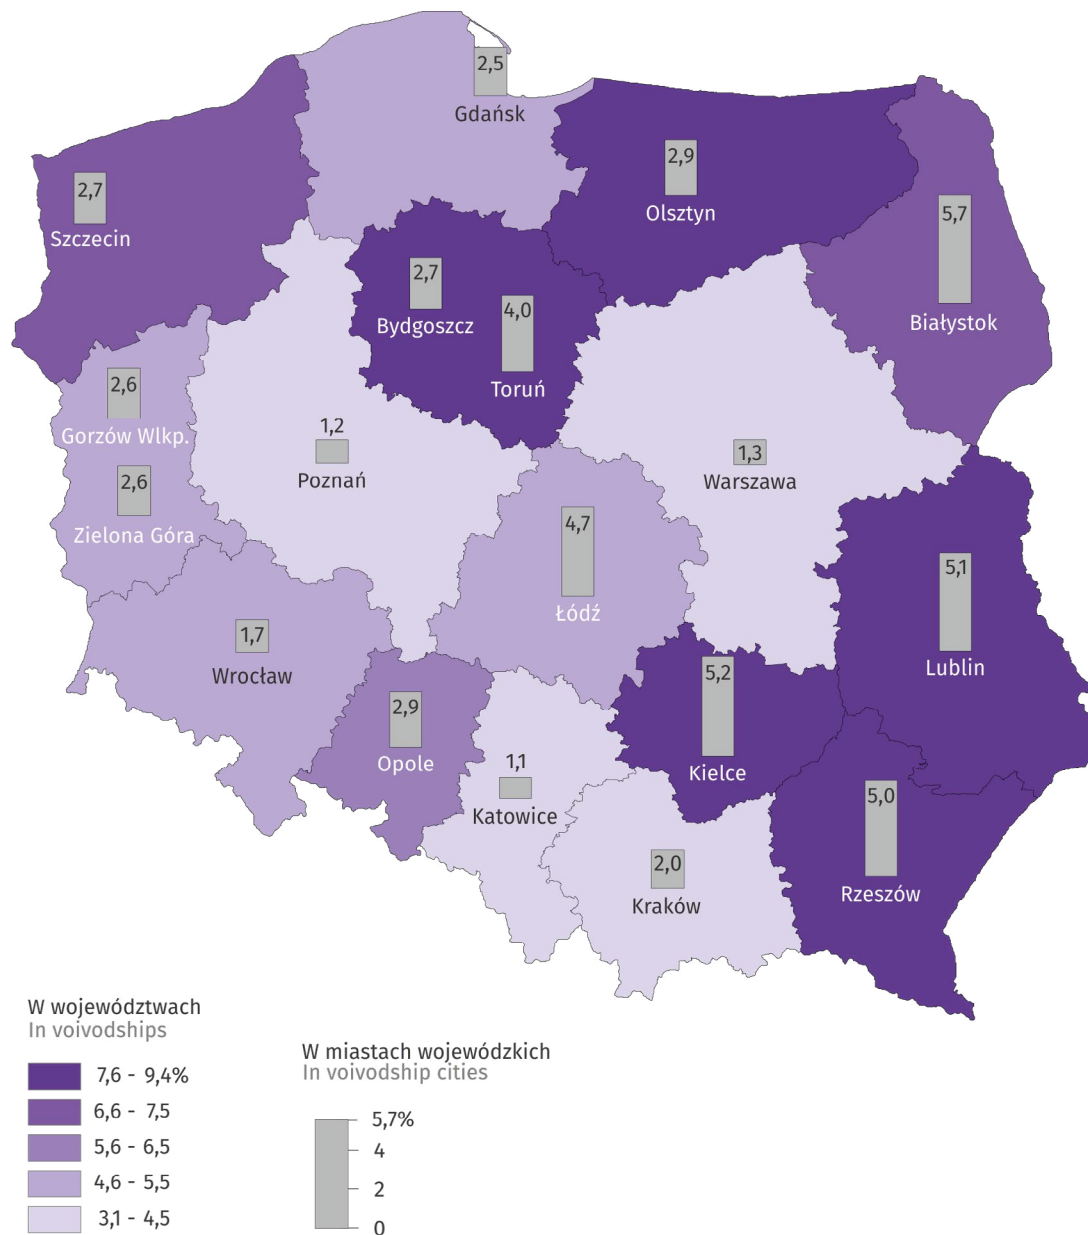 2,5
Gdańsk
2,9
Olsztyn
2,7
Szczecin
5,7
Białystok
2,7
Bydgoszcz
4,0
Toruń
2,6
Gorzów Wlkp.
1,2
Poznań
1,3
Warszawa
2,6
Zielona Góra
4,7
Łódź
5,1
Lublin
1,7
Wrocław
5,2
Kielce
2,9
Opole
1,1
Katowice
5,0
Rzeszów
2,0
Kraków
W województwach
In voivodships
7,6 - 9,4%
6,6 - 7,5
5,6 - 6,5
4,6 - 5,5
3,1 - 4,5
W miastach wojewódzkich
In voivodship cities
5,7%
4
2
0